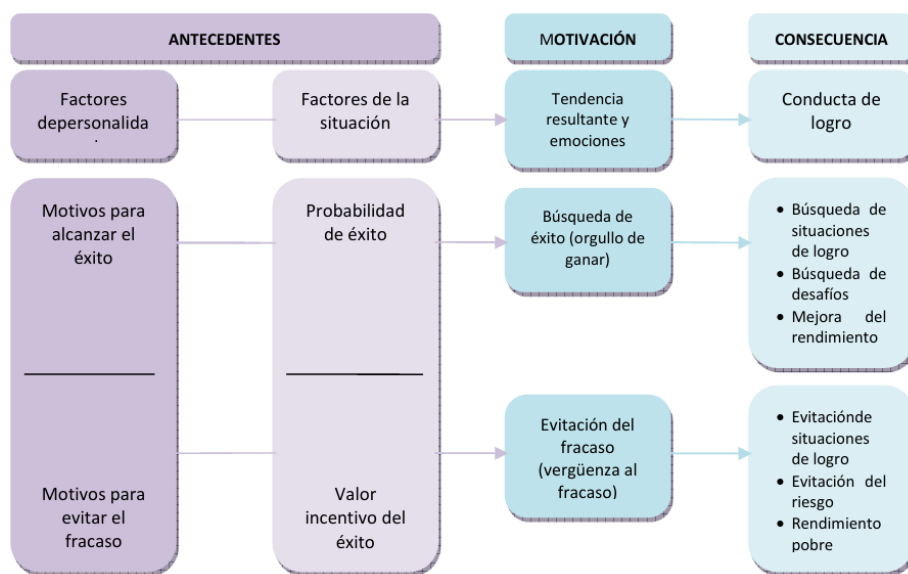 ANTECEDENTES
MOTIVACIÓN
CONSECUENCIA
Factores
depersonalida
.
Factores de la
situación
Tendencia
resultante y
emociones
Conducta de
logro
Motivos para
alcanzar el
éxito
Probabilidad
de éxito
Búsqueda de
éxito (orgullo de
ganar)
• Búsqueda de
situaciones
de logro
• Búsqueda de
desafíos
• Mejora del
rendimiento
Motivos para
evitar el
fracaso
Valor
incentivo del
éxito
Evitación del
fracaso
(vergüenza al
fracaso)
• Evitaciónde
situaciones
de logro
• Evitación del
riesgo
• Rendimiento
pobre